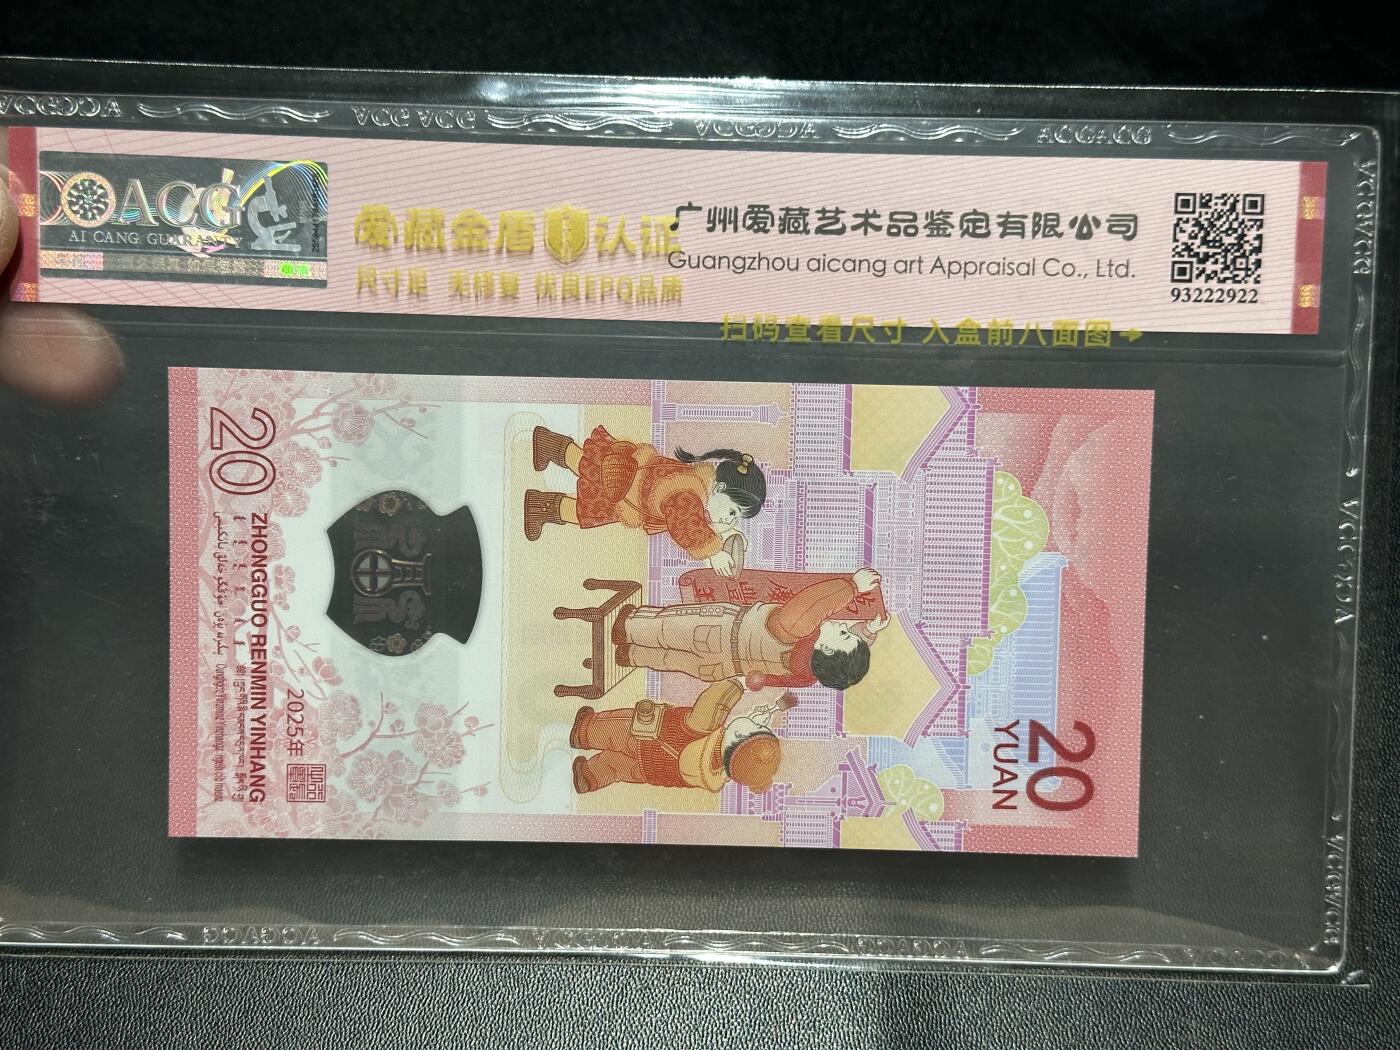 ACG
AI CANG GUARANTY
爱藏金盾认证
尺寸足 无修复 优良EPQ品质
广州爱藏艺术品鉴定有限公司
Guangzhou aicang art Appraisal Co., Ltd.
93222922
扫码查看尺寸 入盒前八面图→
20
ZHONGGUO RENMIN YINHANG
2025年
20
YUAN